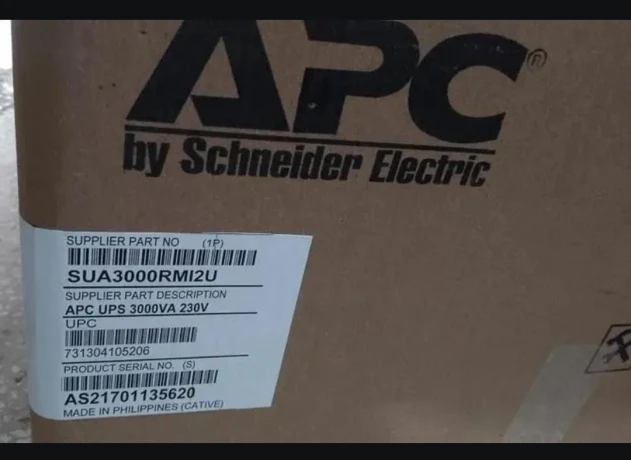 APC®
by Schneider Electric
SUPPLIER PART NO (1P)
SUA3000RMI2U
SUPPLIER PART DESCRIPTION
APC UPS 3000VA 230V
UPC
731304105206
PRODUCT SERIAL NO. (S)
AS21701135620
MADE IN PHILIPPINES (CATIVE)